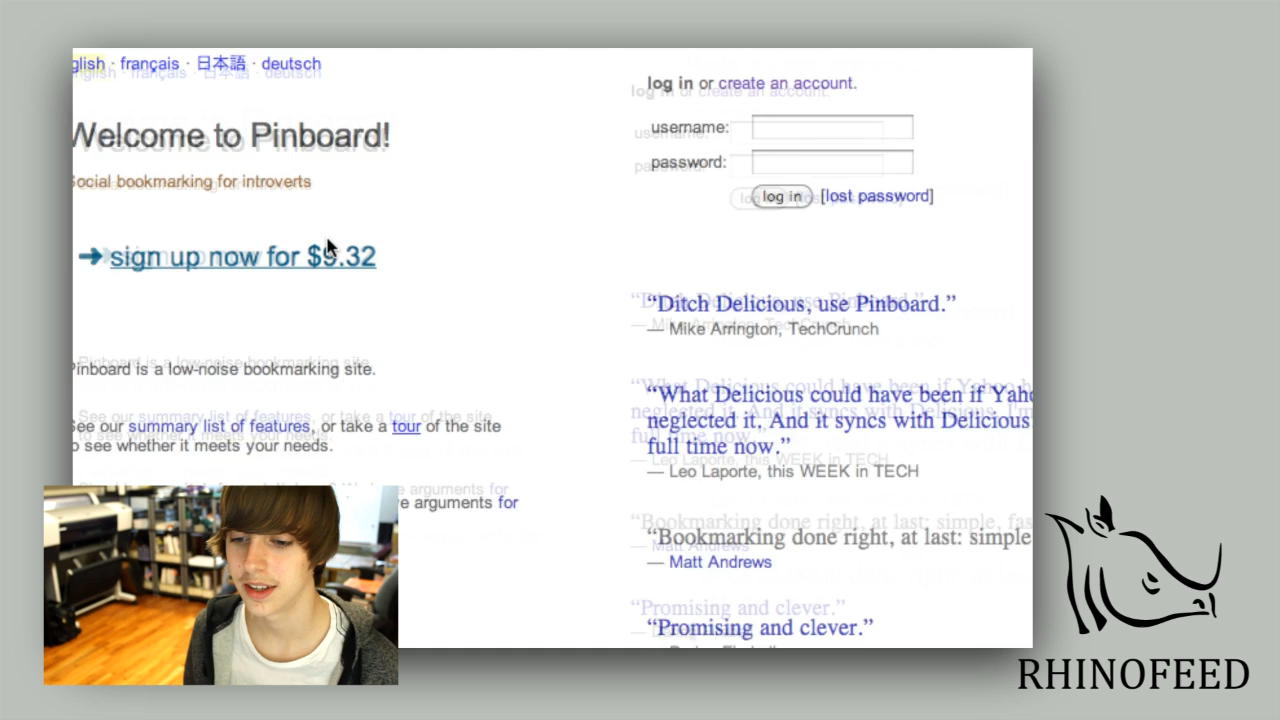 glish · français · 日本語 · deutsch
Welcome to Pinboard!
Social bookmarking for introverts
→ sign up now for $9.32
Pinboard is a low-noise bookmarking site.
See our summary list of features, or take a tour of the site
to see whether it meets your needs.
arguments for
log in or create an account.
username:
password:
log in [lost password]
“Ditch Delicious, use Pinboard.”
— Mike Arrington, TechCrunch
“What Delicious could have been if Yaho
neglected it. And it syncs with Delicious
full time now.”
— Leo Laporte, this WEEK in TECH
“Bookmarking done right, at last: simple
— Matt Andrews
“Promising and clever.”
RHINOFEED